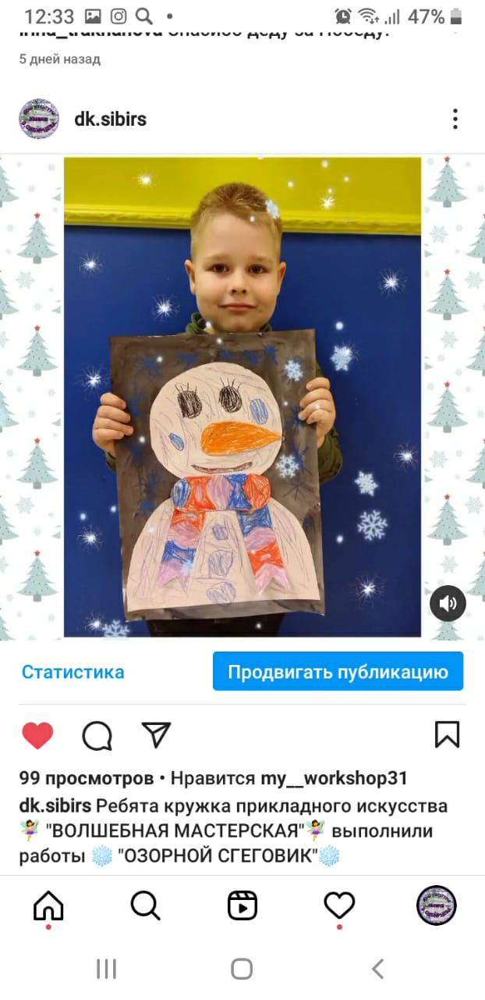 12:33 47%
irina_trukhanova Спасибо деду за Победу!
5 дней назад
dk.sibirs
Статистика
Продвигать публикацию
99 просмотров • Нравится my__workshop31
dk.sibirs Ребята кружка прикладного искусства
🧚‍♀️ "ВОЛШЕБНАЯ МАСТЕРСКАЯ"🧚‍♀️ выполнили
работы ❄️ "ОЗОРНОЙ СГЕГОВИК"❄️